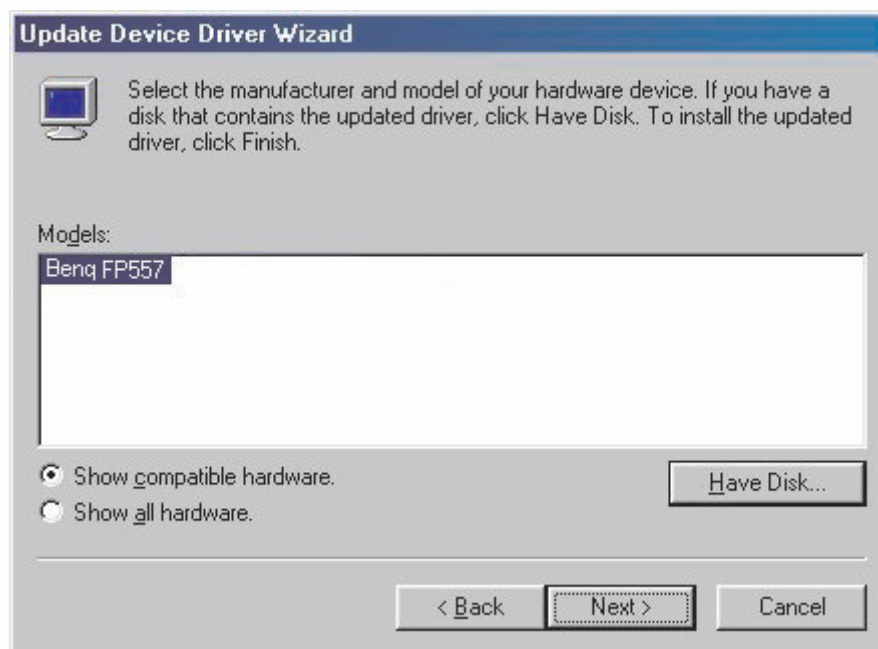 Update Device Driver Wizard
Select the manufacturer and model of your hardware device. If you have a
disk that contains the updated driver, click Have Disk. To install the updated
driver, click Finish.
Models:
Benq FP557
Show compatible hardware.
Show all hardware.
Have Disk...
< Back
Next >
Cancel